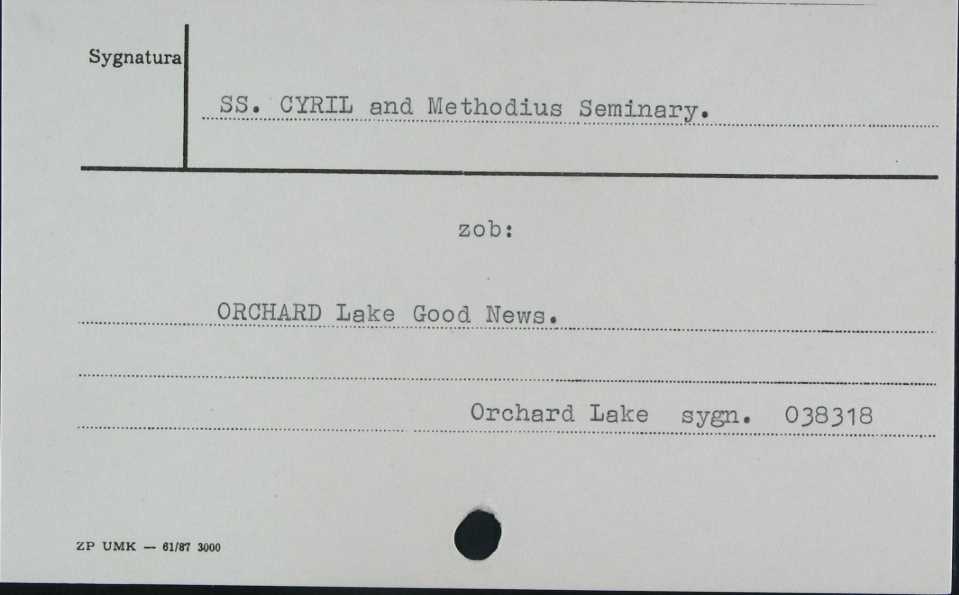 Sygnatura
SS. CYRIL and Methodius Seminary.
zob:
ORCHARD Lake Good News.
Orchard Lake sygn. 038318
ZP UMK — 61/87 3000